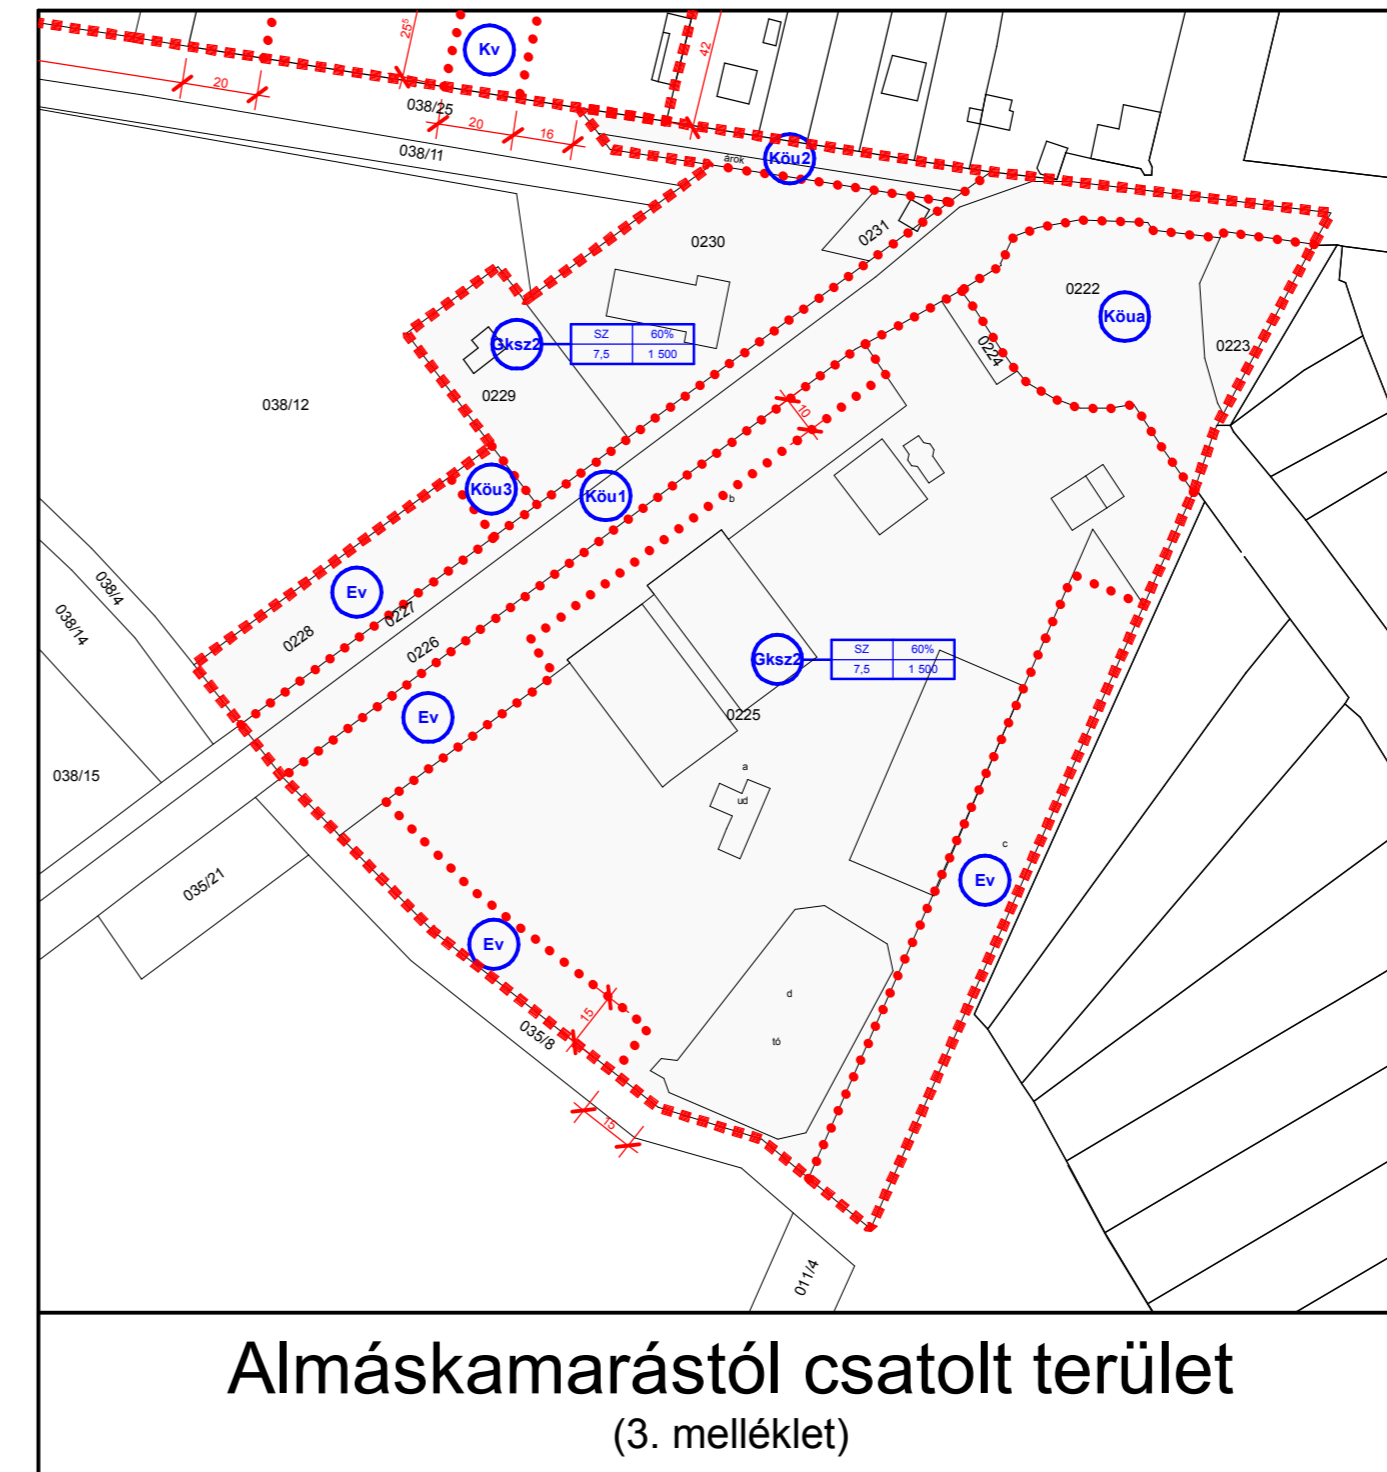 25⁵
Kv
42
20
038/25
20
16
038/11
árok
Köu2
0230
0231
0222
Köua
0224
0223
Gksz2
SZ 60%
7,5 1 500
0229
038/12
10
Köu3
Köu1
b
038/4
Ev
038/14
0228
0227
0226
Gksz2
SZ 60%
7,5 1 500
Ev
0225
038/15
a
ud
c
035/21
Ev
Ev
d
15
035/8
tó
15
011/4
Almáskamarástól csatolt terület
(3. melléklet)